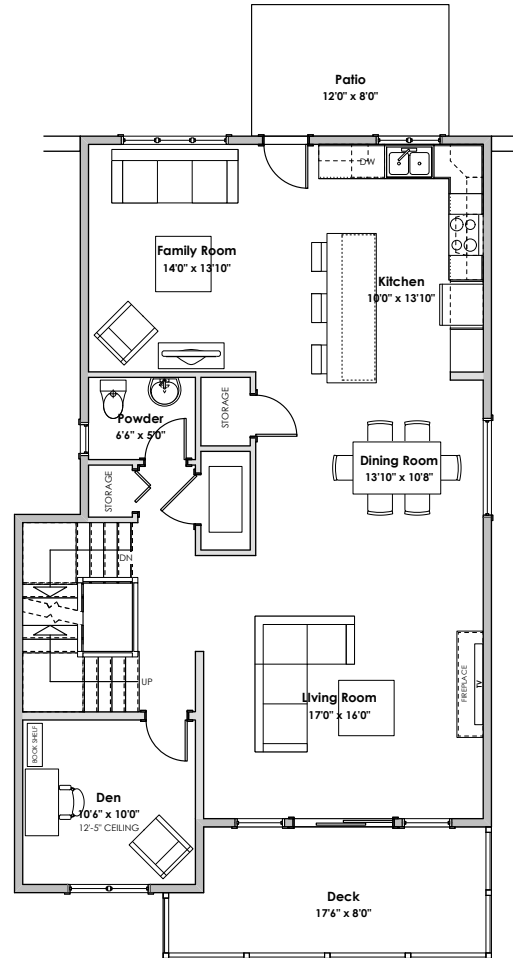 Patio
12'0" x 8'0"
DW
Family Room
14'0" x 13'10"
Kitchen
10'0" x 13'10"
STORAGE
Powder
6'6" x 5'0"
Dining Room
13'10" x 10'8"
STORAGE
DN
UP
Living Room
17'0" x 16'0"
FIREPLACE
TV
BOOK SHELF
Den
10'6" x 10'0"
12'-5" CEILING
Deck
17'6" x 8'0"